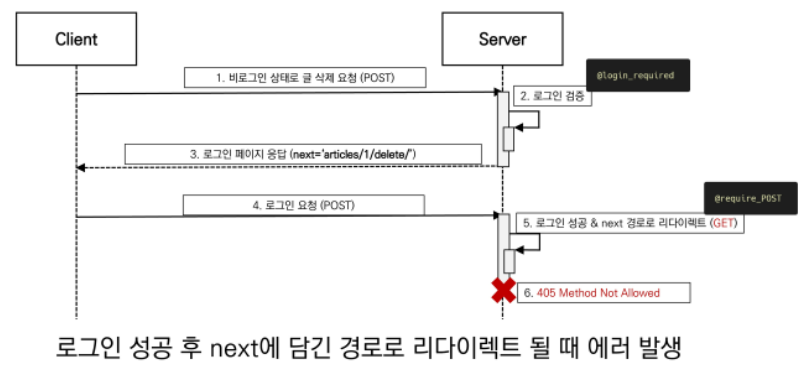 Client
Server
1. 비로그인 상태로 글 삭제 요청 (POST)
@login_required
2. 로그인 검증
3. 로그인 페이지 응답 (next='articles/1/delete/')
4. 로그인 요청 (POST)
@require_POST
5. 로그인 성공 & next 경로로 리다이렉트 (GET)
6. 405 Method Not Allowed
로그인 성공 후 next에 담긴 경로로 리다이렉트 될 때 에러 발생